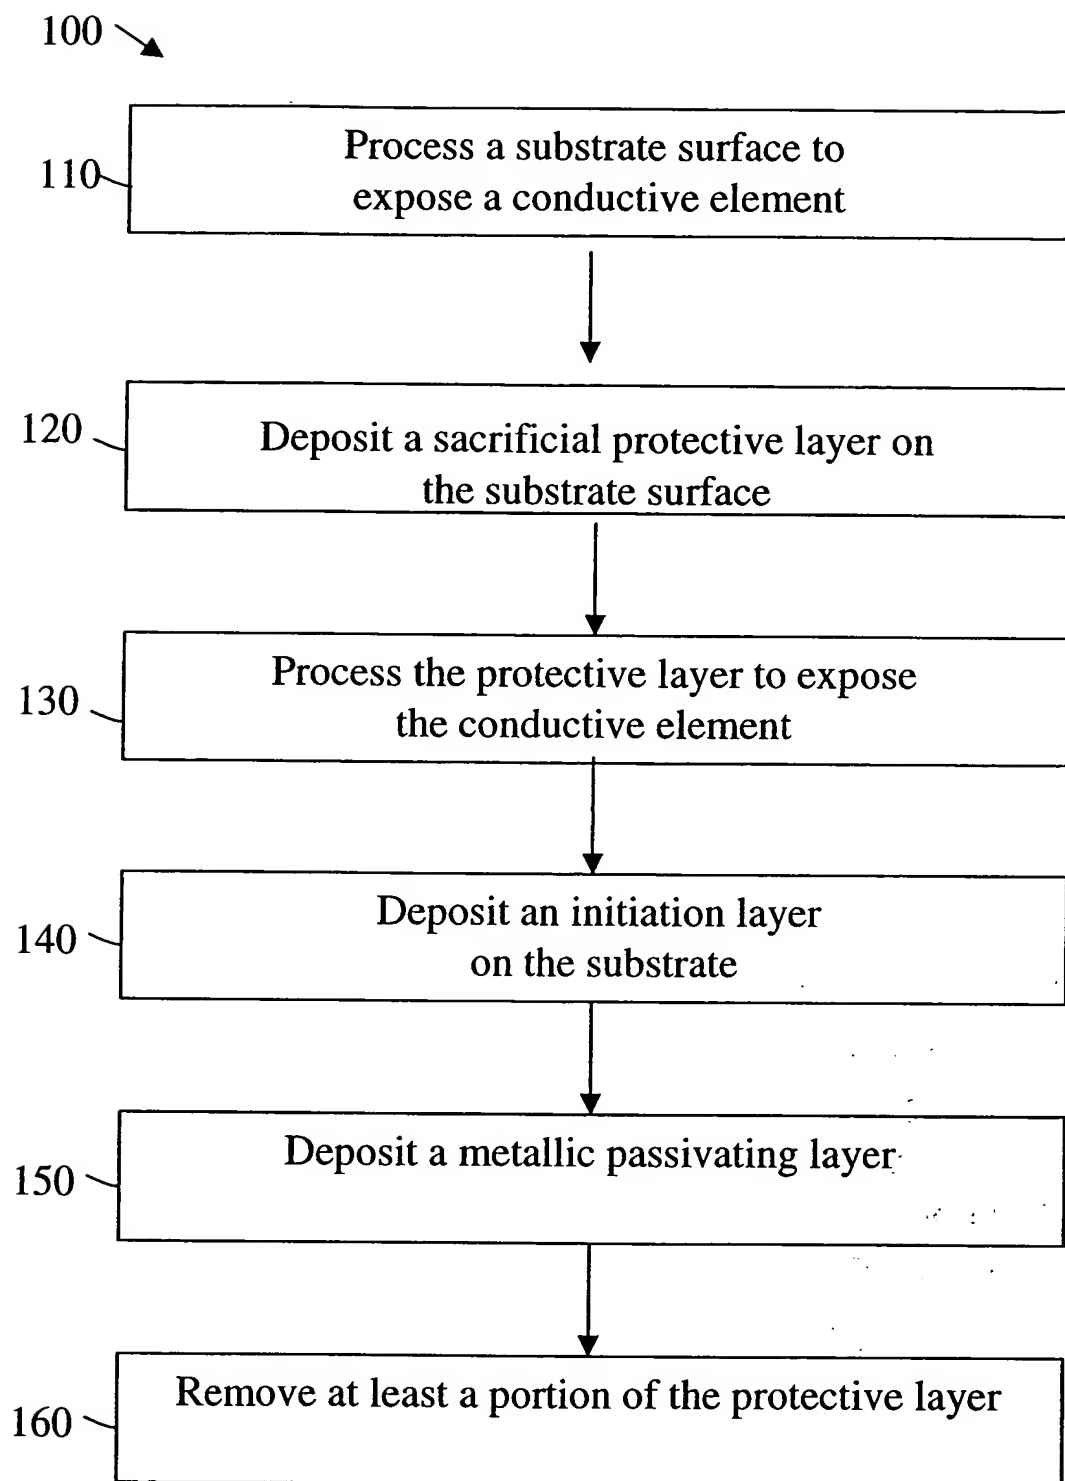 100
110
Process a substrate surface to
expose a conductive element
120
Deposit a sacrificial protective layer on
the substrate surface
130
Process the protective layer to expose
the conductive element
140
Deposit an initiation layer
on the substrate
150
Deposit a metallic passivating layer
160
Remove at least a portion of the protective layer